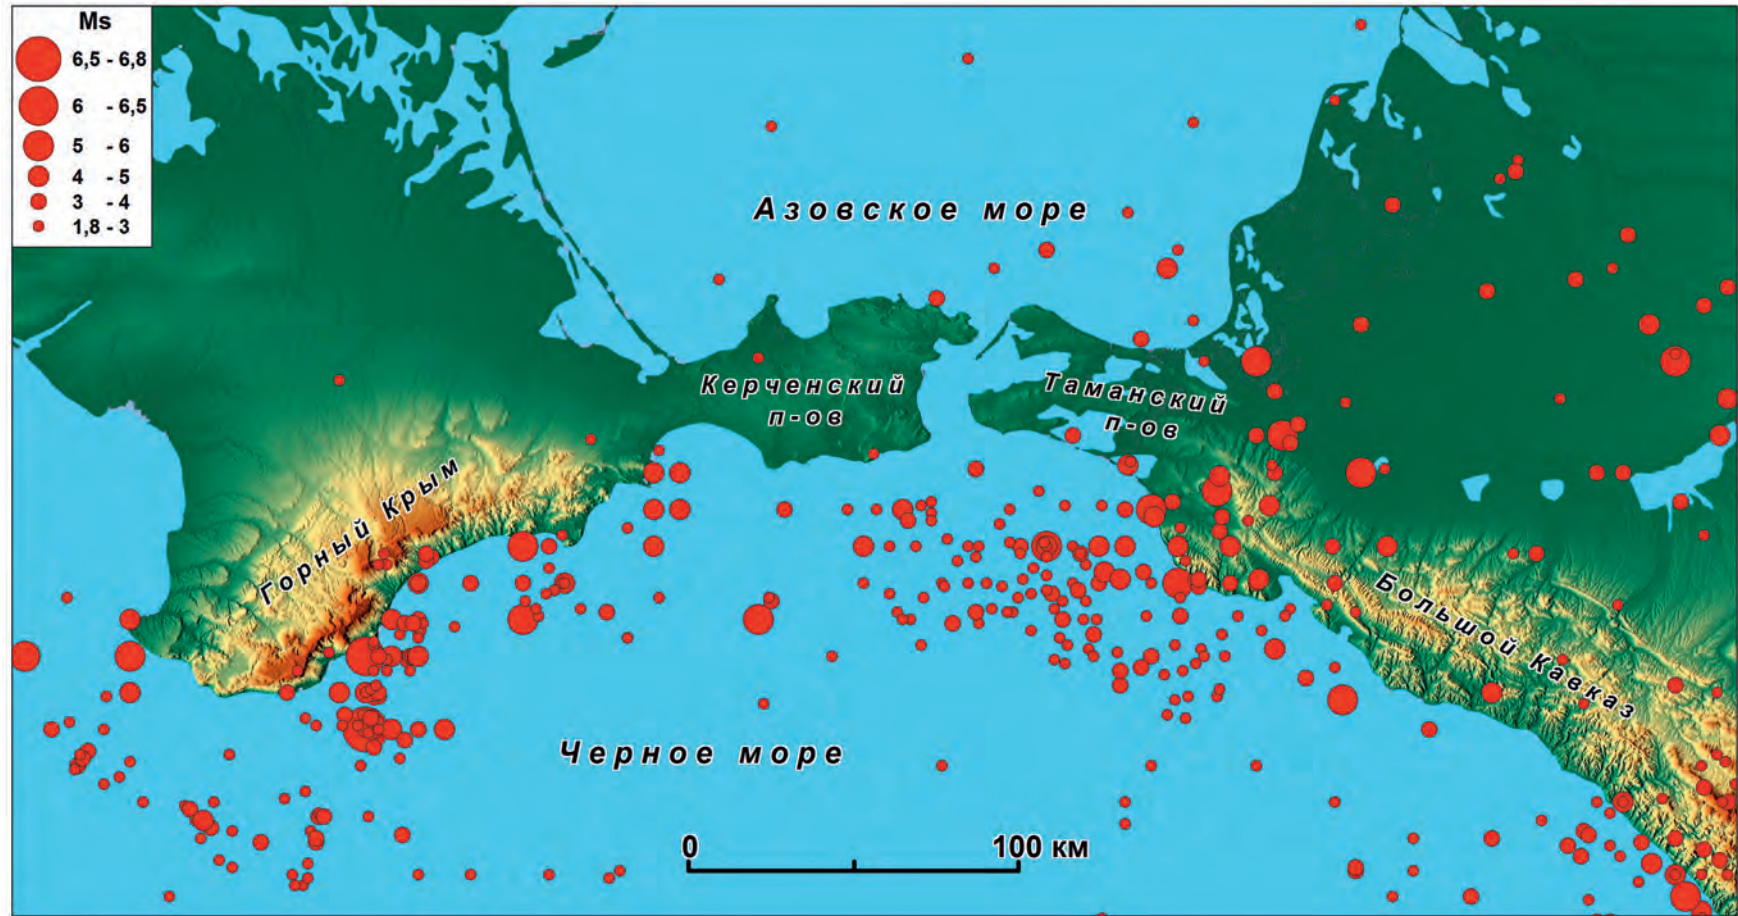 Ms
6,5 - 6,8
6 - 6,5
5 - 6
4 - 5
3 - 4
1,8 - 3
Азовское море
Керченский
п-ов
Таманский
п-ов
Горный Крым
Большой Кавказ
Черное море
0 100 км